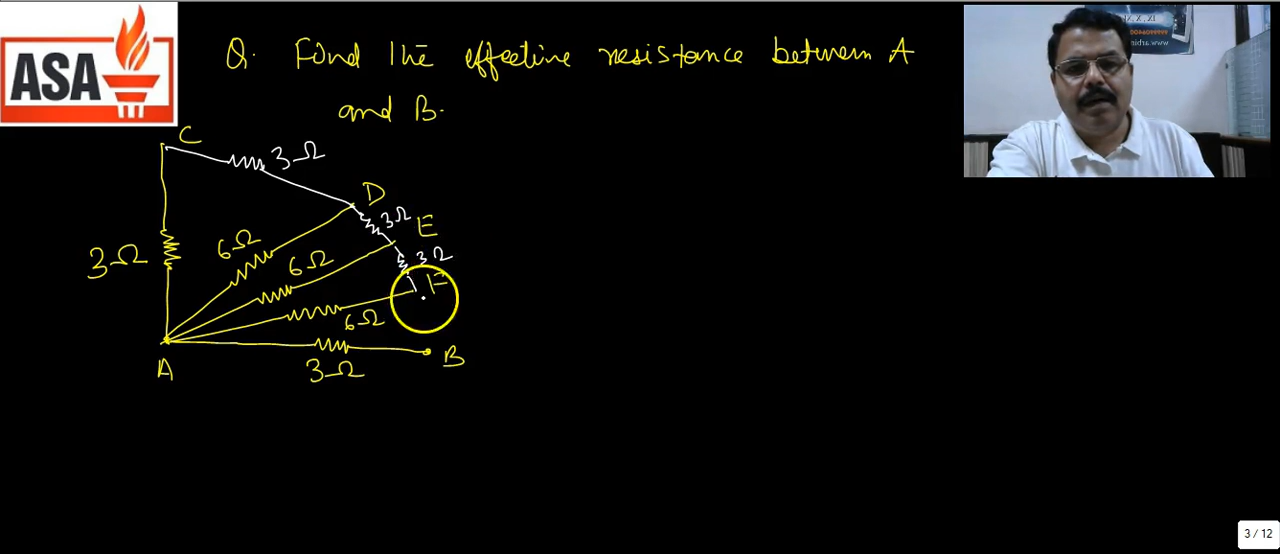 ASA
Q. Find the effective resistance between A
and B.
C
3Ω
D
3Ω
E
6Ω
3Ω
6Ω
3Ω
F
6Ω
A
3Ω
B
3 / 12